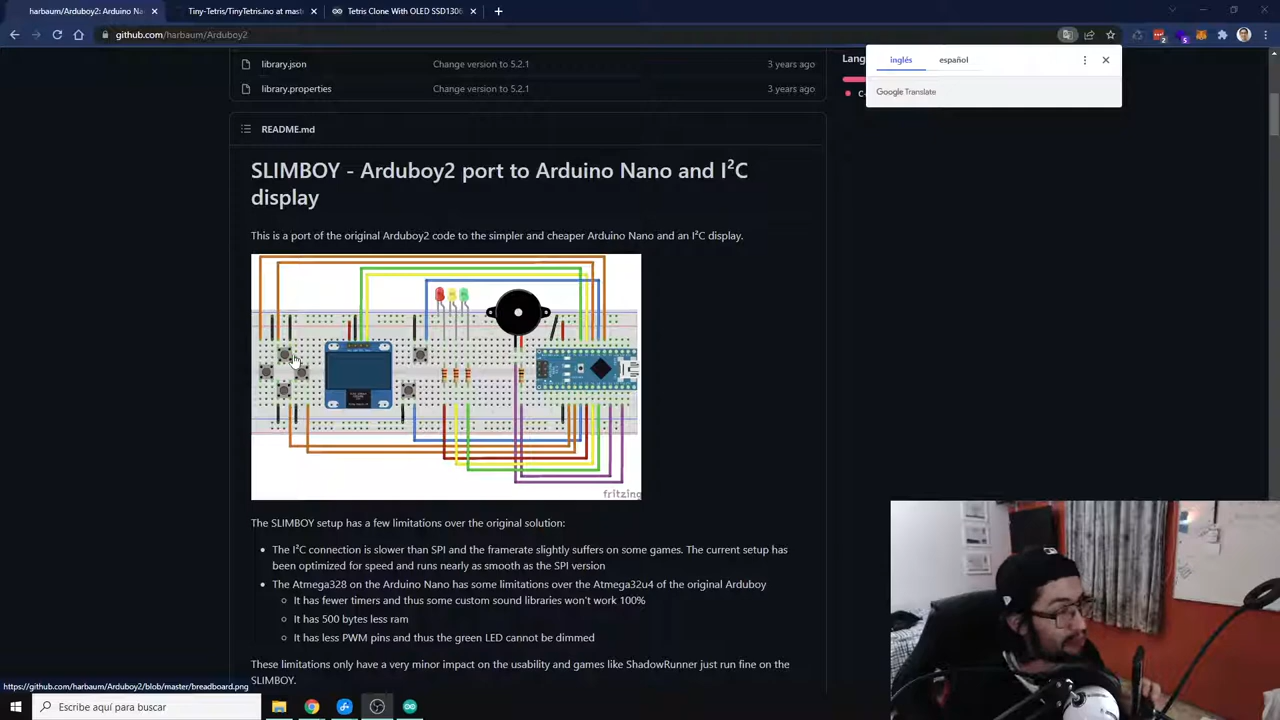 harbaum/Arduboy2: Arduino Na
Tiny-Tetris/TinyTetris.ino at mast
Tetris Clone With OLED SSD1306
github.com/harbaum/Arduboy2
library.json
Change version to 5.2.1
3 years ago
library.properties
Change version to 5.2.1
3 years ago
Lang
inglés
español
Google Translate
README.md
SLIMBOY - Arduboy2 port to Arduino Nano and I²C
display
This is a port of the original Arduboy2 code to the simpler and cheaper Arduino Nano and an I²C display.
fritzing
The SLIMBOY setup has a few limitations over the original solution:
The I²C connection is slower than SPI and the framerate slightly suffers on some games. The current setup has
been optimized for speed and runs nearly as smooth as the SPI version
The Atmega328 on the Arduino Nano has some limitations over the Atmega32u4 of the original Arduboy
It has fewer timers and thus some custom sound libraries won't work 100%
It has 500 bytes less ram
It has less PWM pins and thus the green LED cannot be dimmed
These limitations only have a very minor impact on the usability and games like ShadowRunner just run fine on the
SLIMBOY.
https://github.com/harbaum/Arduboy2/blob/master/breadboard.png
Escribe aquí para buscar